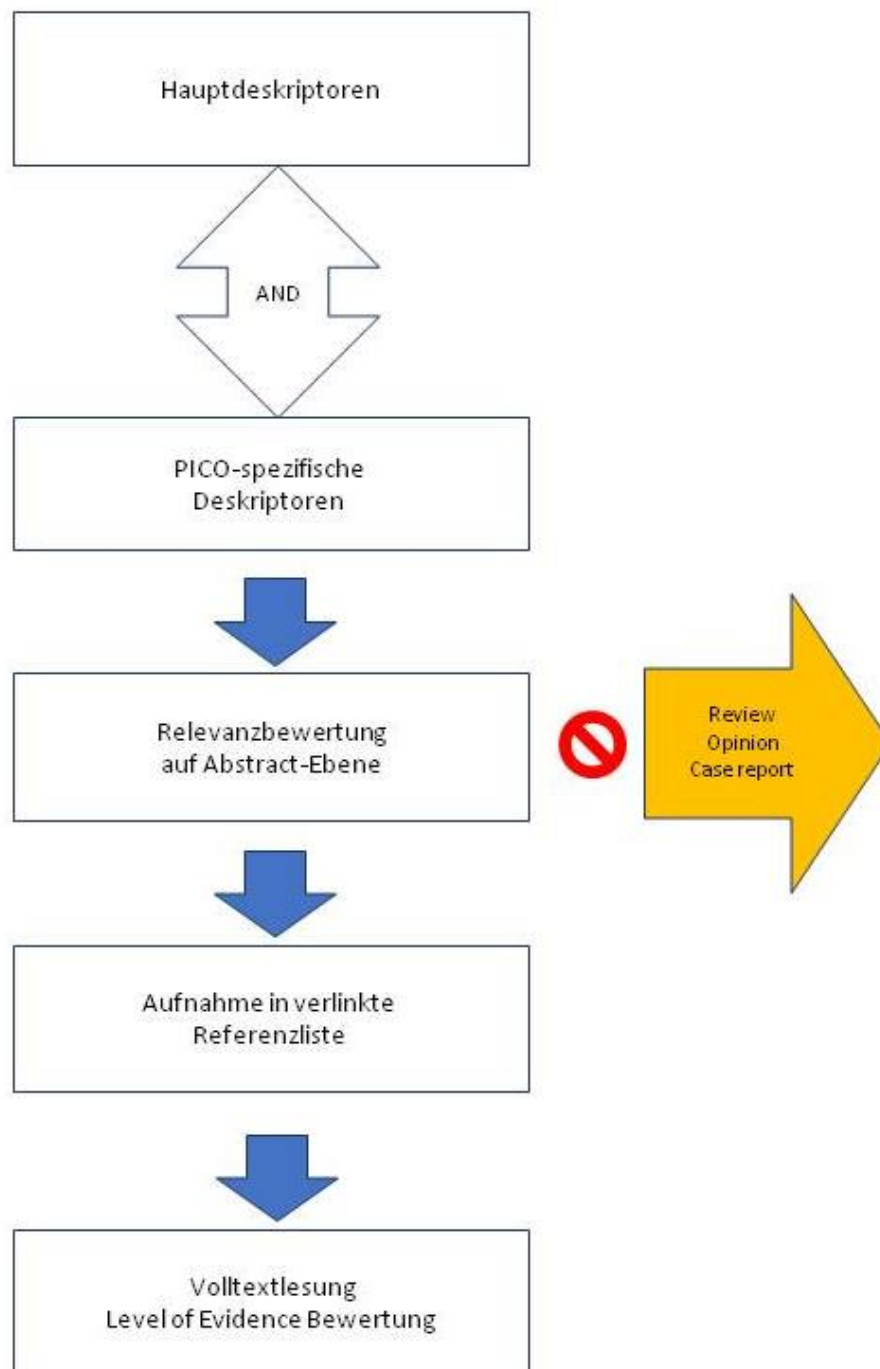 Hauptdeskriptoren
AND
PICO-spezifische
Deskriptoren
Relevanzbewertung
auf Abstract-Ebene
Review
Opinion
Case report
Aufnahme in verlinkte
Referenzliste
Volltextlesung
Level of Evidence Bewertung